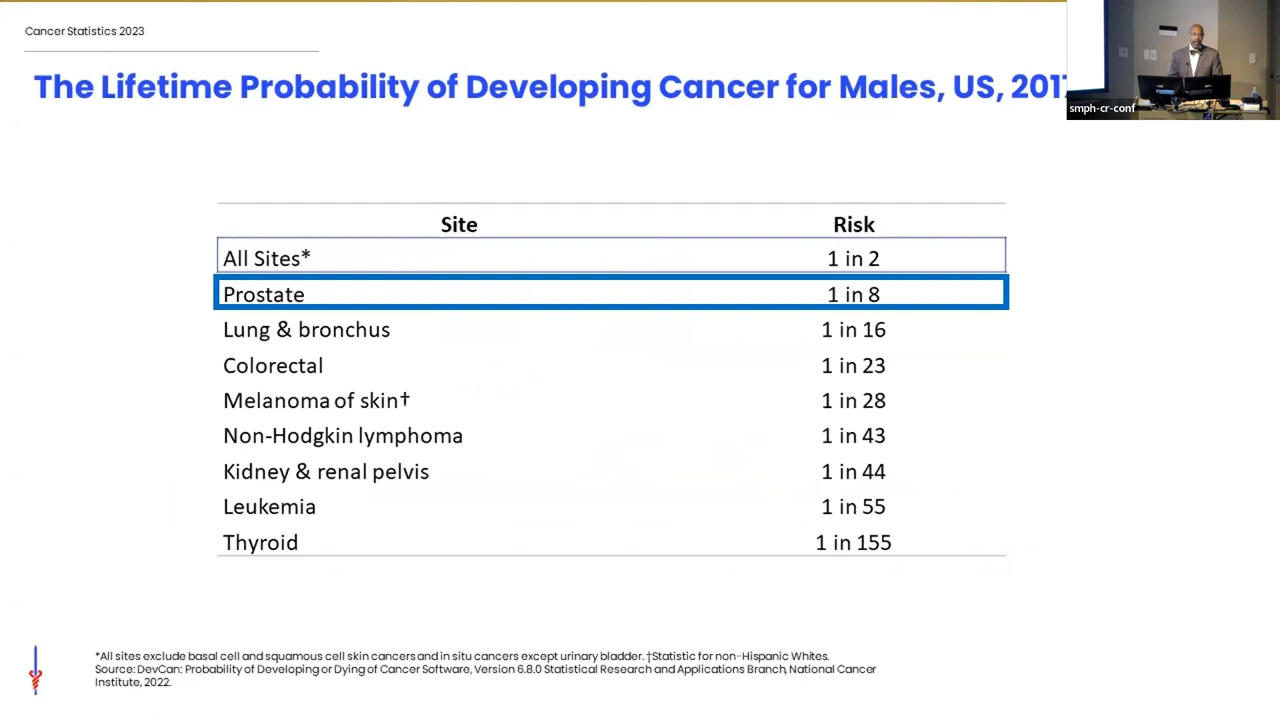 Cancer Statistics 2023
The Lifetime Probability of Developing Cancer for Males, US, 201
smph-cr-conf
Site Risk
All Sites* 1 in 2
Prostate 1 in 8
Lung & bronchus 1 in 16
Colorectal 1 in 23
Melanoma of skin† 1 in 28
Non-Hodgkin lymphoma 1 in 43
Kidney & renal pelvis 1 in 44
Leukemia 1 in 55
Thyroid 1 in 155
*All sites exclude basal cell and squamous cell skin cancers and in situ cancers except urinary bladder. †Statistic for non-Hispanic Whites.
Source: DevCan: Probability of Developing or Dying of Cancer Software, Version 6.8.0 Statistical Research and Applications Branch, National Cancer
Institute, 2022.